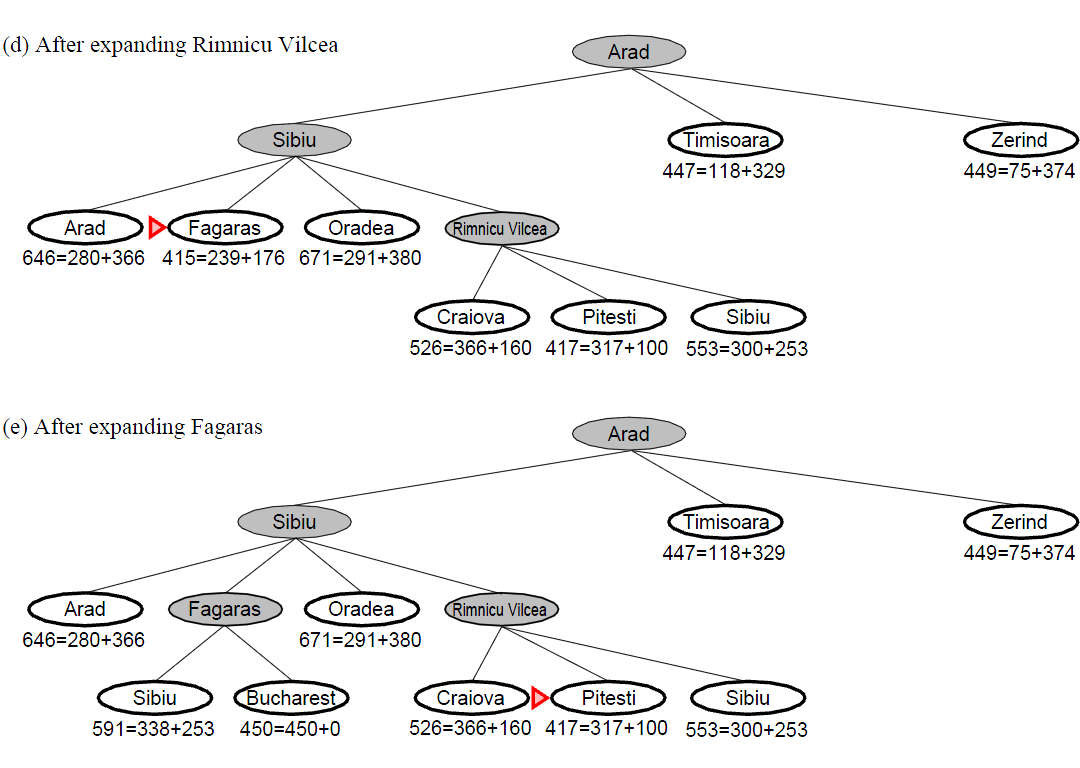 (d) After expanding Rimnicu Vilcea
Arad
Sibiu
Timisoara
Zerind
447=118+329
449=75+374
Arad
Fagaras
Oradea
Rimnicu Vilcea
646=280+366
415=239+176
671=291+380
Craiova
Pitesti
Sibiu
526=366+160
417=317+100
553=300+253
(e) After expanding Fagaras
Arad
Sibiu
Timisoara
Zerind
447=118+329
449=75+374
Arad
Fagaras
Oradea
Rimnicu Vilcea
646=280+366
671=291+380
Sibiu
Bucharest
Craiova
Pitesti
Sibiu
591=338+253
450=450+0
526=366+160
417=317+100
553=300+253